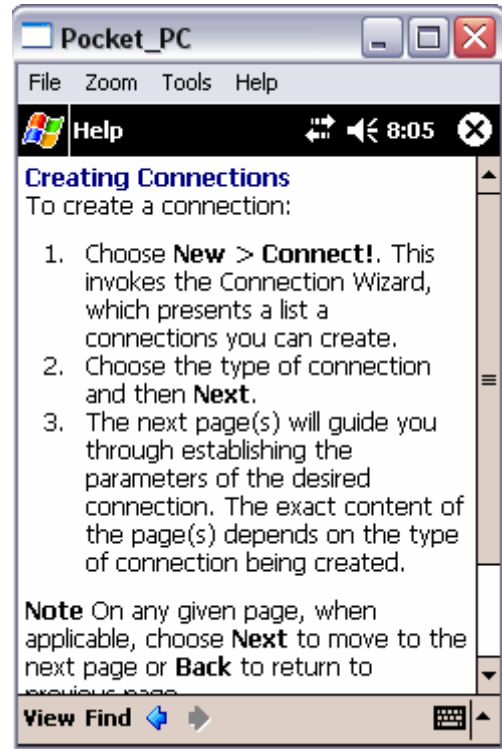 Pocket_PC
File Zoom Tools Help
Help 8:05
Creating Connections
To create a connection:
1. Choose New > Connect!. This
invokes the Connection Wizard,
which presents a list a
connections you can create.
2. Choose the type of connection
and then Next.
3. The next page(s) will guide you
through establishing the
parameters of the desired
connection. The exact content of
the page(s) depends on the type
of connection being created.
Note On any given page, when
applicable, choose Next to move to the
next page or Back to return to
previous page
View Find